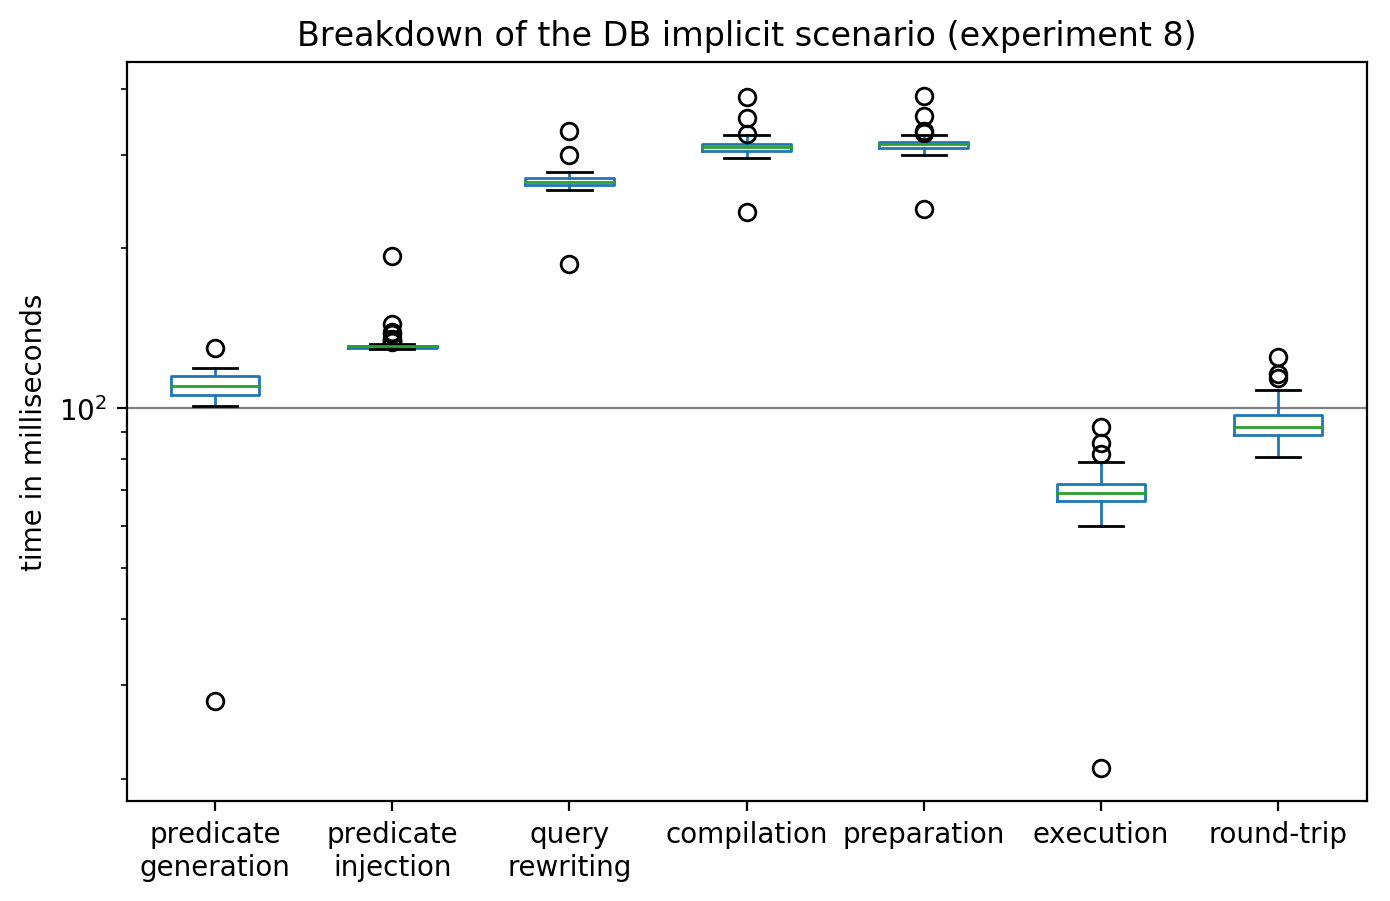 Breakdown of the DB implicit scenario (experiment 8)
time in milliseconds
10²
predicate
generation
predicate
injection
query
rewriting
compilation
preparation
execution
round-trip